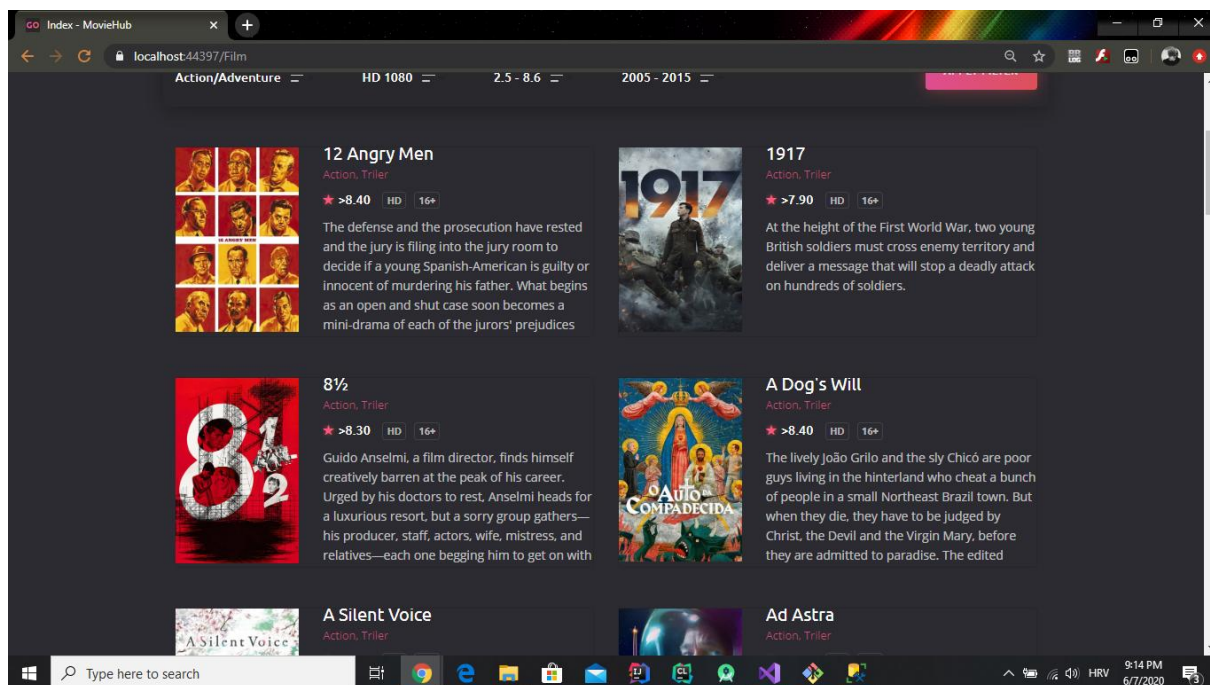 GO Index - MovieHub
localhost:44397/Film
Action/Adventure HD 1080 2.5 - 8.6 2005 - 2015 APPLY FILTER
12 Angry Men
Action, Triler
>8.40 HD 16+
The defense and the prosecution have rested
and the jury is filing into the jury room to
decide if a young Spanish-American is guilty or
innocent of murdering his father. What begins
as an open and shut case soon becomes a
mini-drama of each of the jurors' prejudices
12 ANGRY MEN
1917
1917
Action, Triler
>7.90 HD 16+
At the height of the First World War, two young
British soldiers must cross enemy territory and
deliver a message that will stop a deadly attack
on hundreds of soldiers.
8½
8 1/2
Action, Triler
>8.30 HD 16+
Guido Anselmi, a film director, finds himself
creatively barren at the peak of his career.
Urged by his doctors to rest, Anselmi heads for
a luxurious resort, but a sorry group gathers—
his producer, staff, actors, wife, mistress, and
relatives—each one begging him to get on with
A Dog's Will
Action, Triler
>8.40 HD 16+
The lively João Grilo and the sly Chicó are poor
guys living in the hinterland who cheat a bunch
of people in a small Northeast Brazil town. But
when they die, they have to be judged by
Christ, the Devil and the Virgin Mary, before
they are admitted to paradise. The edited
O AUTO DA
COMPADECIDA
A Silent Voice
A Silent Voice
Action, Triler
Ad Astra
Action, Triler
Type here to search
HRV
9:14 PM
6/7/2020
3